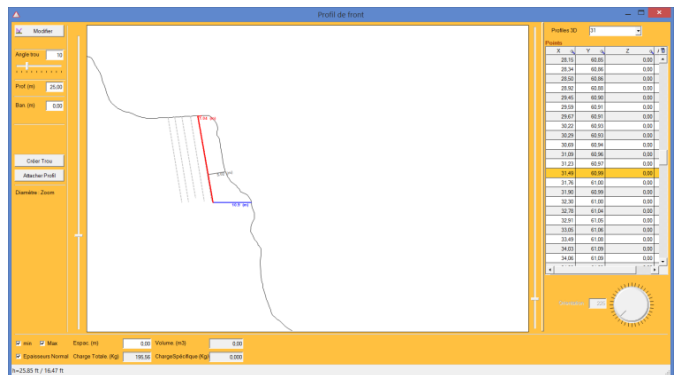 Profil de front
Modifier
Angle trou 10
Prof. (m) 25.00
Ban. (m) 0.00
Créer Trou
Attacher Profil
Diamètre Zoom
Profiles 3D 31
Points
X Y Z
28,15 60,85 0,00
28,34 60,86 0,00
28,50 60,86 0,00
28,92 60,88 0,00
29,45 60,90 0,00
29,59 60,91 0,00
29,67 60,91 0,00
30,22 60,93 0,00
30,29 60,93 0,00
30,69 60,94 0,00
31,09 60,96 0,00
31,23 60,97 0,00
31,49 60,99 0,00
31,76 61,00 0,00
31,90 60,99 0,00
32,30 61,00 0,00
32,78 61,04 0,00
32,91 61,05 0,00
33,05 61,06 0,00
33,49 61,08 0,00
34,03 61,09 0,00
34,06 61,09 0,00
min Max Espac. (m) 0.00 Volume. (m3) 0,00
Epaisseurs Normal Charge Totale. (Kg) 195,56 ChargeSpécifique (Kg) 0,000
h=25.85 ft / 16.47 ft